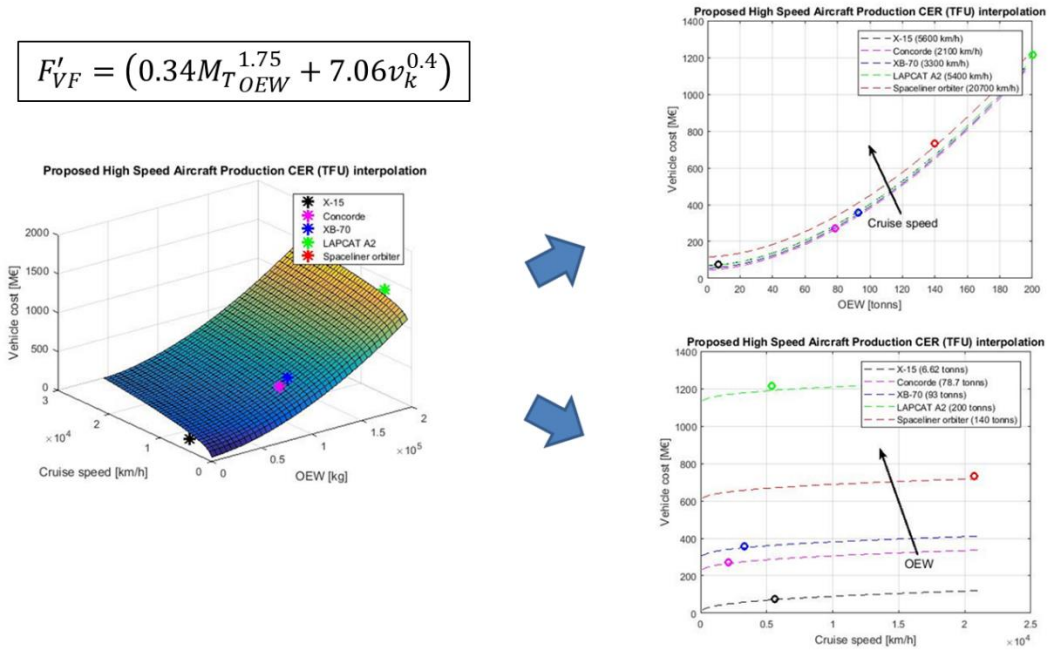 F′VF = (0.34M_T_OEW^1.75 + 7.06v_k^0.4)
Proposed High Speed Aircraft Production CER (TFU) interpolation
X-15
Concorde
XB-70
LAPCAT A2
Spaceliner orbiter
Vehicle cost [M€]
2000
1500
1000
500
0
3
2
1
0
× 10^4
Cruise speed [km/h]
0
0.5
1
1.5
2
× 10^5
OEW [kg]
Proposed High Speed Aircraft Production CER (TFU) interpolation
X-15 (5600 km/h)
Concorde (2100 km/h)
XB-70 (3300 km/h)
LAPCAT A2 (5400 km/h)
Spaceliner orbiter (20700 km/h)
Vehicle cost [M€]
1400
1200
1000
800
600
400
200
0
Cruise speed
0 20 40 60 80 100 120 140 160 180 200
OEW [tonns]
Proposed High Speed Aircraft Production CER (TFU) interpolation
X-15 (6.62 tonns)
Concorde (78.7 tonns)
XB-70 (93 tonns)
LAPCAT A2 (200 tonns)
Spaceliner orbiter (140 tonns)
Vehicle cost [M€]
1400
1200
1000
800
600
400
200
0
OEW
0 0.5 1 1.5 2 2.5
Cruise speed [km/h]
× 10^4